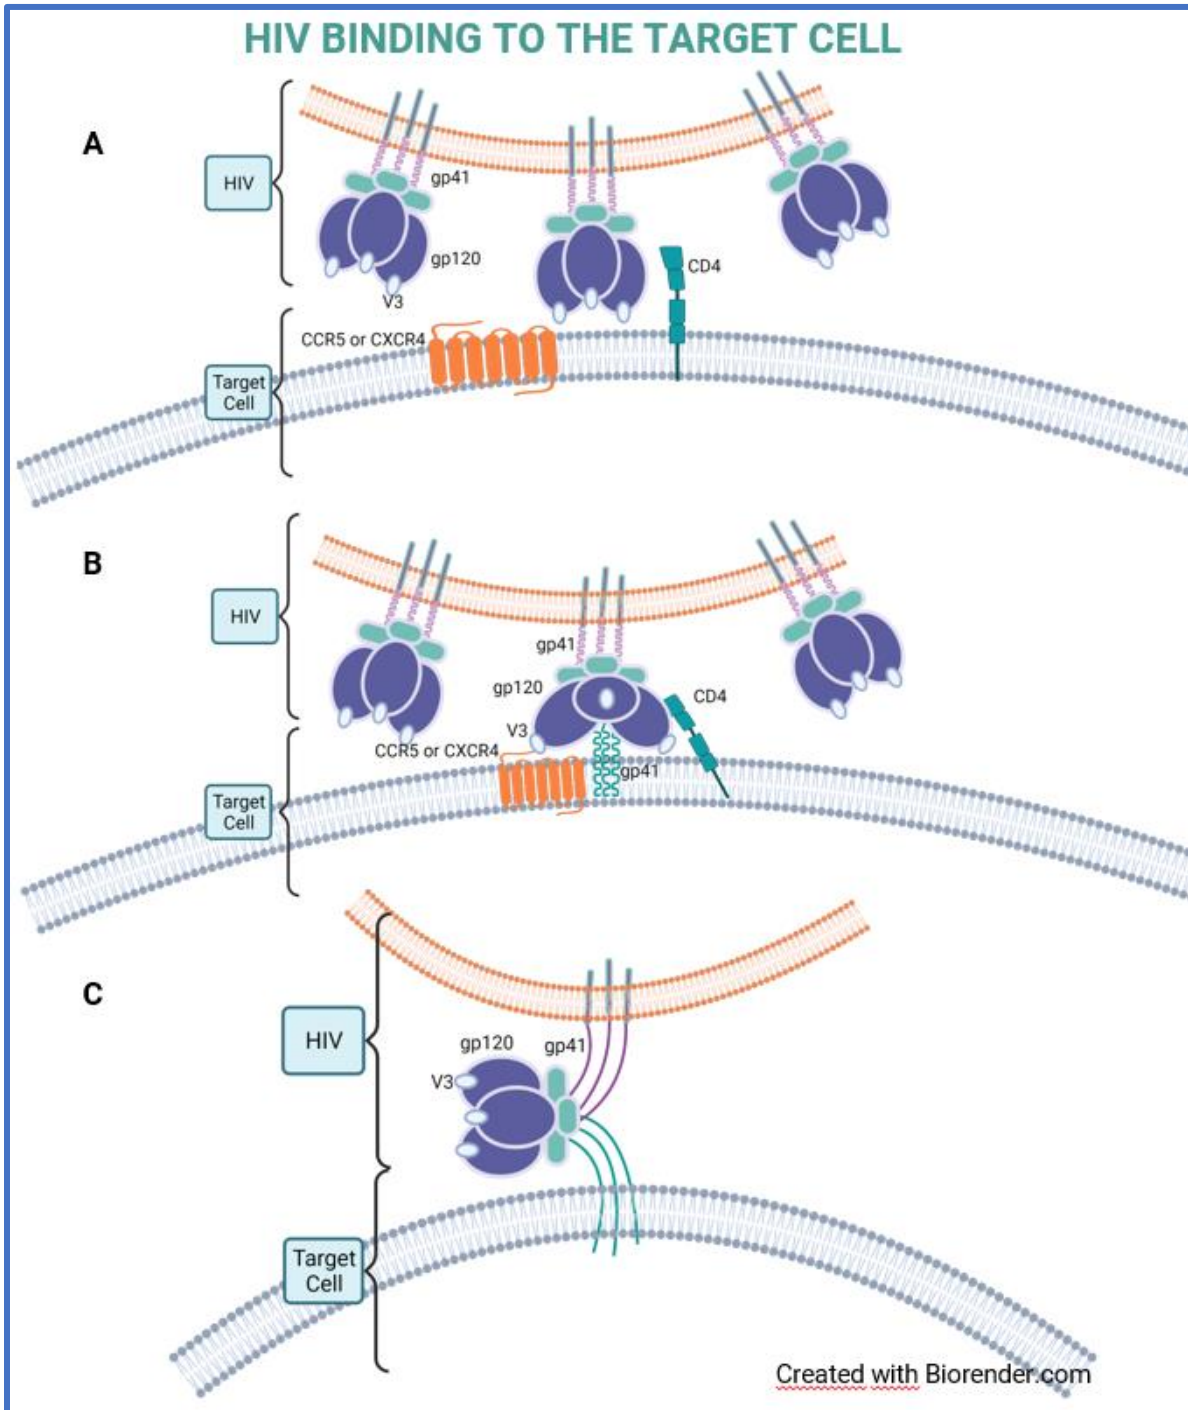 HIV BINDING TO THE TARGET CELL
A
HIV
gp41
gp120
V3
CD4
CCR5 or CXCR4
Target
Cell
B
HIV
gp41
gp120
CD4
V3
CCR5 or CXCR4
gp41
Target
Cell
C
HIV
gp120
gp41
V3
Target
Cell
Created with Biorender.com